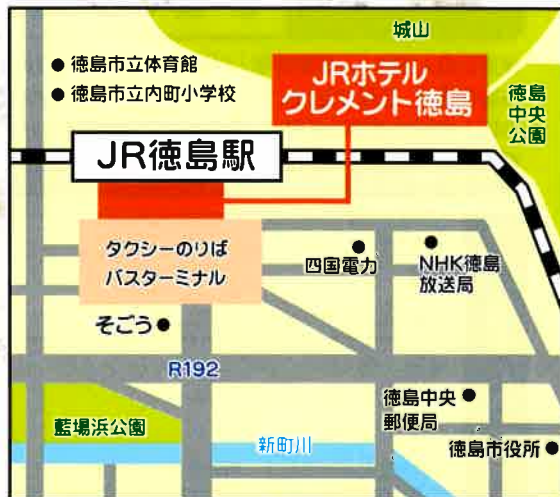 城山
徳島市立体育館
徳島市立内町小学校
JRホテル
クレメント徳島
徳島
中央
公園
JR徳島駅
タクシーのりば
バスターミナル
四国電力
NHK徳島
放送局
そごう
R192
徳島中央
郵便局
藍場浜公園
新町川
徳島市役所